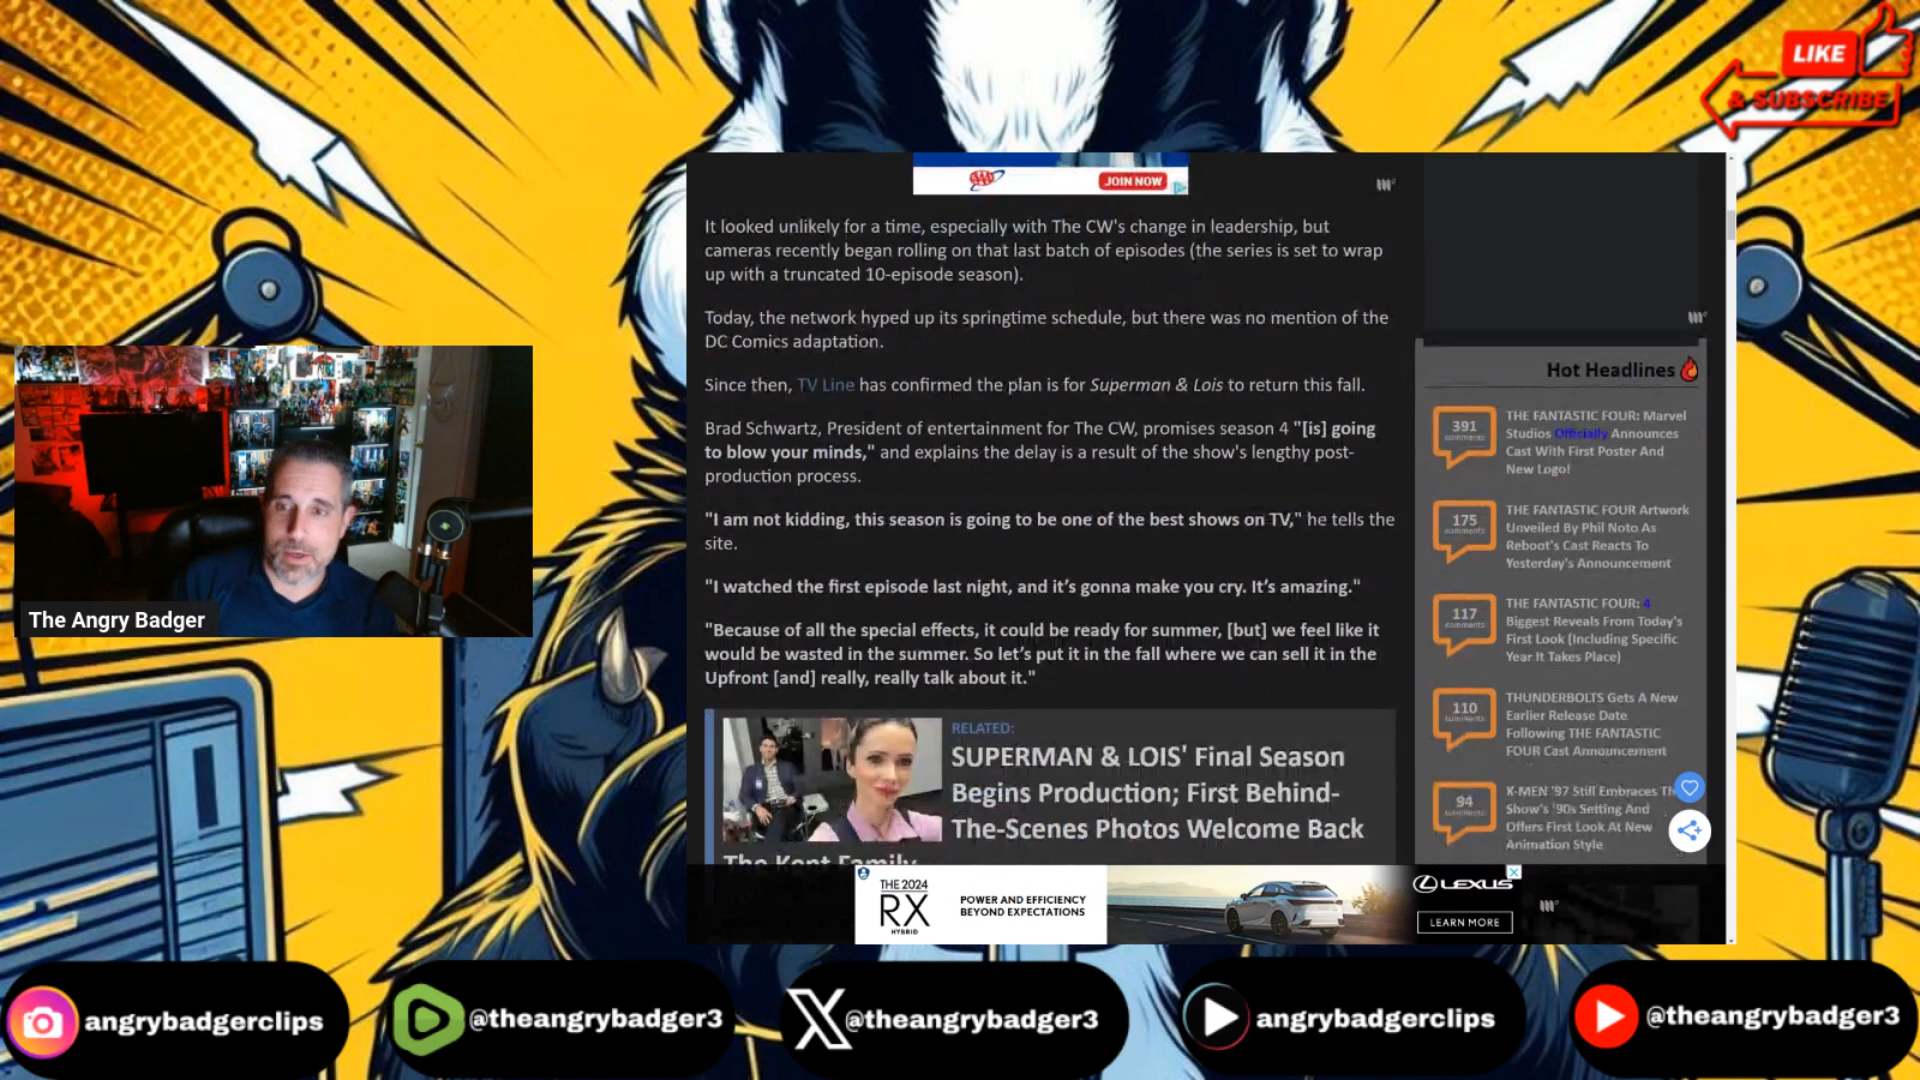 LIKE
& SUBSCRIBE
JOIN NOW
It looked unlikely for a time, especially with The CW's change in leadership, but
cameras recently began rolling on that last batch of episodes (the series is set to wrap
up with a truncated 10-episode season).
Today, the network hyped up its springtime schedule, but there was no mention of the
DC Comics adaptation.
Since then, TV Line has confirmed the plan is for Superman & Lois to return this fall.
Brad Schwartz, President of entertainment for The CW, promises season 4 "[is] going
to blow your minds," and explains the delay is a result of the show's lengthy post-
production process.
"I am not kidding, this season is going to be one of the best shows on TV," he tells the
site.
"I watched the first episode last night, and it's gonna make you cry. It's amazing."
"Because of all the special effects, it could be ready for summer, [but] we feel like it
would be wasted in the summer. So let's put it in the fall where we can sell it in the
Upfront [and] really, really talk about it."
RELATED:
SUPERMAN & LOIS' Final Season
Begins Production; First Behind-
The-Scenes Photos Welcome Back
The Kent Family
Hot Headlines
391
comments
THE FANTASTIC FOUR: Marvel
Studios Officially Announces
Cast With First Poster And
New Logo!
175
comments
THE FANTASTIC FOUR Artwork
Unveiled By Phil Noto As
Reboot's Cast Reacts To
Yesterday's Announcement
117
comments
THE FANTASTIC FOUR: 4
Biggest Reveals From Today's
First Look (Including Specific
Year It Takes Place)
110
comments
THUNDERBOLTS Gets A New
Earlier Release Date
Following THE FANTASTIC
FOUR Cast Announcement
94
comments
X-MEN '97 Still Embraces Th
Show's '90s Setting And
Offers First Look At New
Animation Style
THE 2024
RX
HYBRID
POWER AND EFFICIENCY
BEYOND EXPECTATIONS
LEXUS
LEARN MORE
The Angry Badger
angrybadgerclips
@theangrybadger3
@theangrybadger3
angrybadgerclips
@theangrybadger3